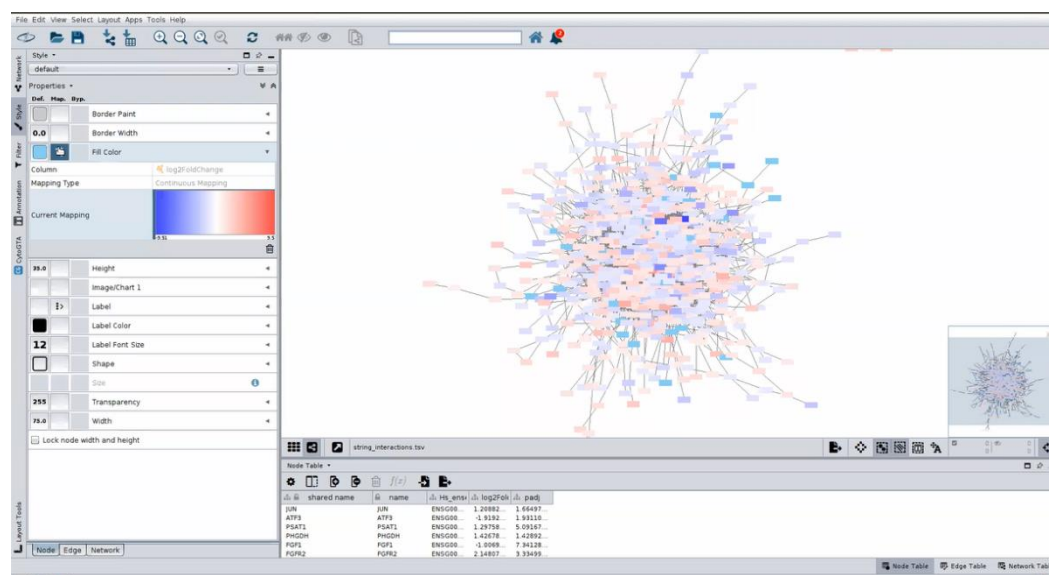 File Edit View Select Layout Apps Tools Help
Style
default
Properties
Def. Map. Byp.
Border Paint
0.0 Border Width
Fill Color
Column log2FoldChange
Mapping Type Continuous Mapping
Current Mapping
3.5
35.0 Height
Image/Chart 1
Label
Label Color
12 Label Font Size
Shape
Size
255 Transparency
75.0 Width
Lock node width and height
Network
Style
Filter
Annotation
CytoGTA
Layout Tools
Node Edge Network
string_interactions.tsv
Node Table
f(x)
shared name name Hs_ense log2Fold padj
JUN JUN ENSG00... 1.20882... 1.66497...
ATF3 ATF3 ENSG00... -1.9192... 1.93110...
PSAT1 PSAT1 ENSG00... 1.29758... 5.09167...
PHGDH PHGDH ENSG00... 1.42678... 1.42892...
FGF1 FGF1 ENSG00... -1.0069... 7.34128...
FGFR2 FGFR2 ENSG00... 2.14807... 3.33499...
Node Table Edge Table Network Tab